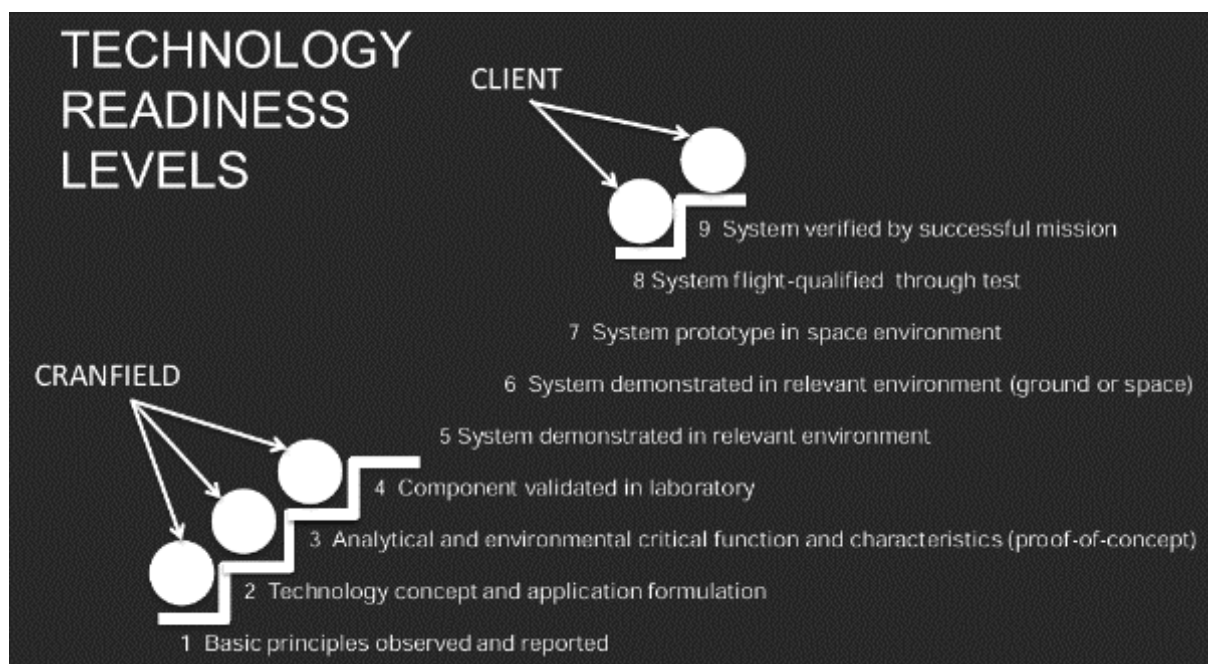 TECHNOLOGY
READINESS
LEVELS
CLIENT
9 System verified by successful mission
8 System flight-qualified through test
7 System prototype in space environment
CRANFIELD
6 System demonstrated in relevant environment (ground or space)
5 System demonstrated in relevant environment
4 Component validated in laboratory
3 Analytical and environmental critical function and characteristics (proof-of-concept)
2 Technology concept and application formulation
1 Basic principles observed and reported